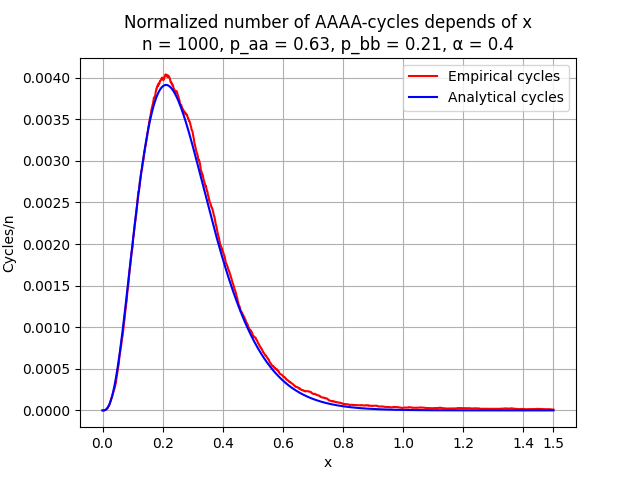 Normalized number of AAAA-cycles depends of x
n = 1000, p_aa = 0.63, p_bb = 0.21, α = 0.4
Empirical cycles
Analytical cycles
Cycles/n
0.0040
0.0035
0.0030
0.0025
0.0020
0.0015
0.0010
0.0005
0.0000
0.0 0.2 0.4 0.6 0.8 1.0 1.2 1.4 1.5
x